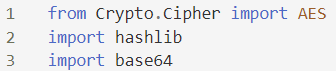 1 from Crypto.Cipher import AES
2 import hashlib
3 import base64